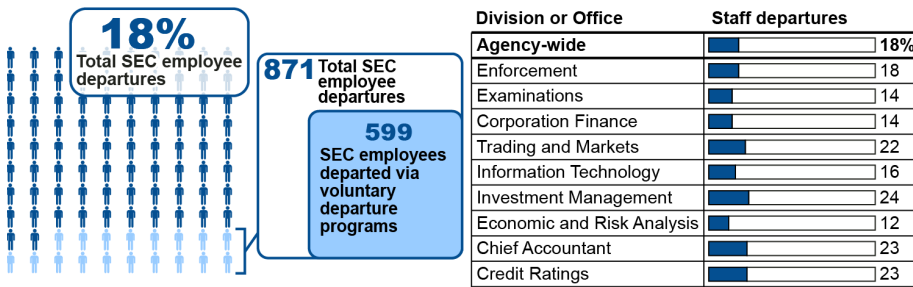 18%
Total SEC employee
departures
871 Total SEC
employee
departures
599
SEC employees
departed via
voluntary
departure
programs
Division or Office Staff departures
Agency-wide 18%
Enforcement 18
Examinations 14
Corporation Finance 14
Trading and Markets 22
Information Technology 16
Investment Management 24
Economic and Risk Analysis 12
Chief Accountant 23
Credit Ratings 23